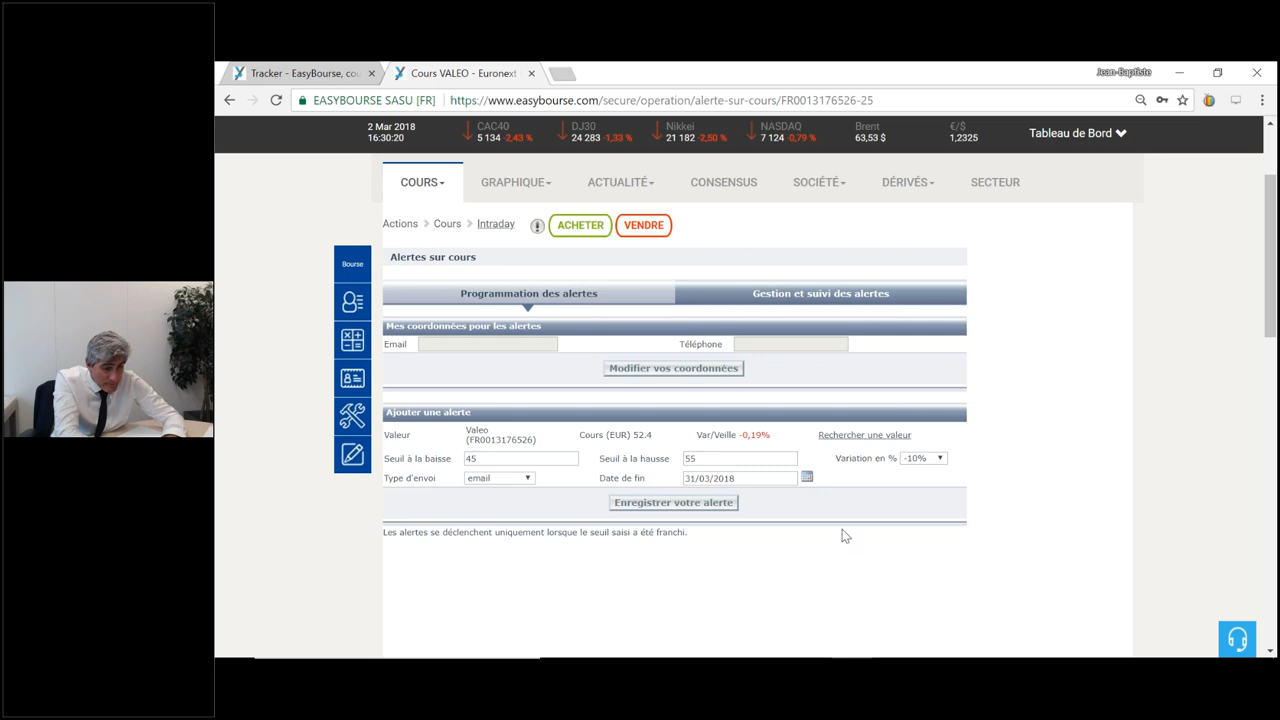 Tracker - EasyBourse, cou
Cours VALEO - Euronext
Jean-Baptiste
EASYBOURSE SASU [FR]
https://www.easybourse.com/secure/operation/alerte-sur-cours/FR0013176526-25
2 Mar 2018
16:30:20
CAC40
5 134 -2,43 %
DJ30
24 283 -1,33 %
Nikkei
21 182 -2,50 %
NASDAQ
7 124 -0,79 %
Brent
63,53 $
€/$
1,2325
Tableau de Bord
COURS
GRAPHIQUE
ACTUALITÉ
CONSENSUS
SOCIÉTÉ
DÉRIVÉS
SECTEUR
Actions
Cours
Intraday
ACHETER
VENDRE
Bourse
Alertes sur cours
Programmation des alertes
Gestion et suivi des alertes
Mes coordonnées pour les alertes
Email
Téléphone
Modifier vos coordonnées
Ajouter une alerte
Valeur
Valeo
(FR0013176526)
Cours (EUR) 52.4
Var/Veille -0,19%
Rechercher une valeur
Seuil à la baisse
45
Seuil à la hausse
55
Variation en %
-10%
Type d'envoi
email
Date de fin
31/03/2018
Enregistrer votre alerte
Les alertes se déclenchent uniquement lorsque le seuil saisi a été franchi.